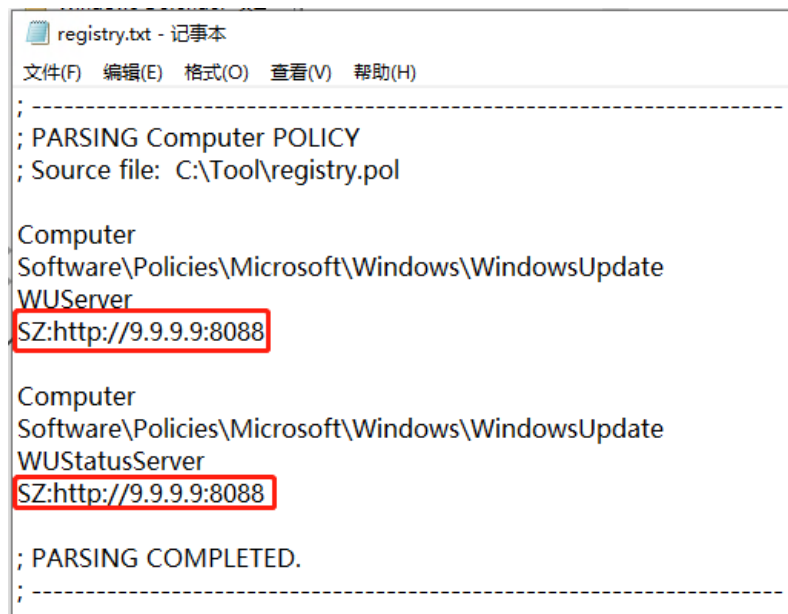 registry.txt - 记事本
文件(F) 编辑(E) 格式(O) 查看(V) 帮助(H)
; ----------------------------------------------------------------------
; PARSING Computer POLICY
; Source file:  C:\Tool\registry.pol
Computer
Software\Policies\Microsoft\Windows\WindowsUpdate
WUServer
SZ:http://9.9.9.9:8088
Computer
Software\Policies\Microsoft\Windows\WindowsUpdate
WUStatusServer
SZ:http://9.9.9.9:8088
; PARSING COMPLETED.
; ----------------------------------------------------------------------